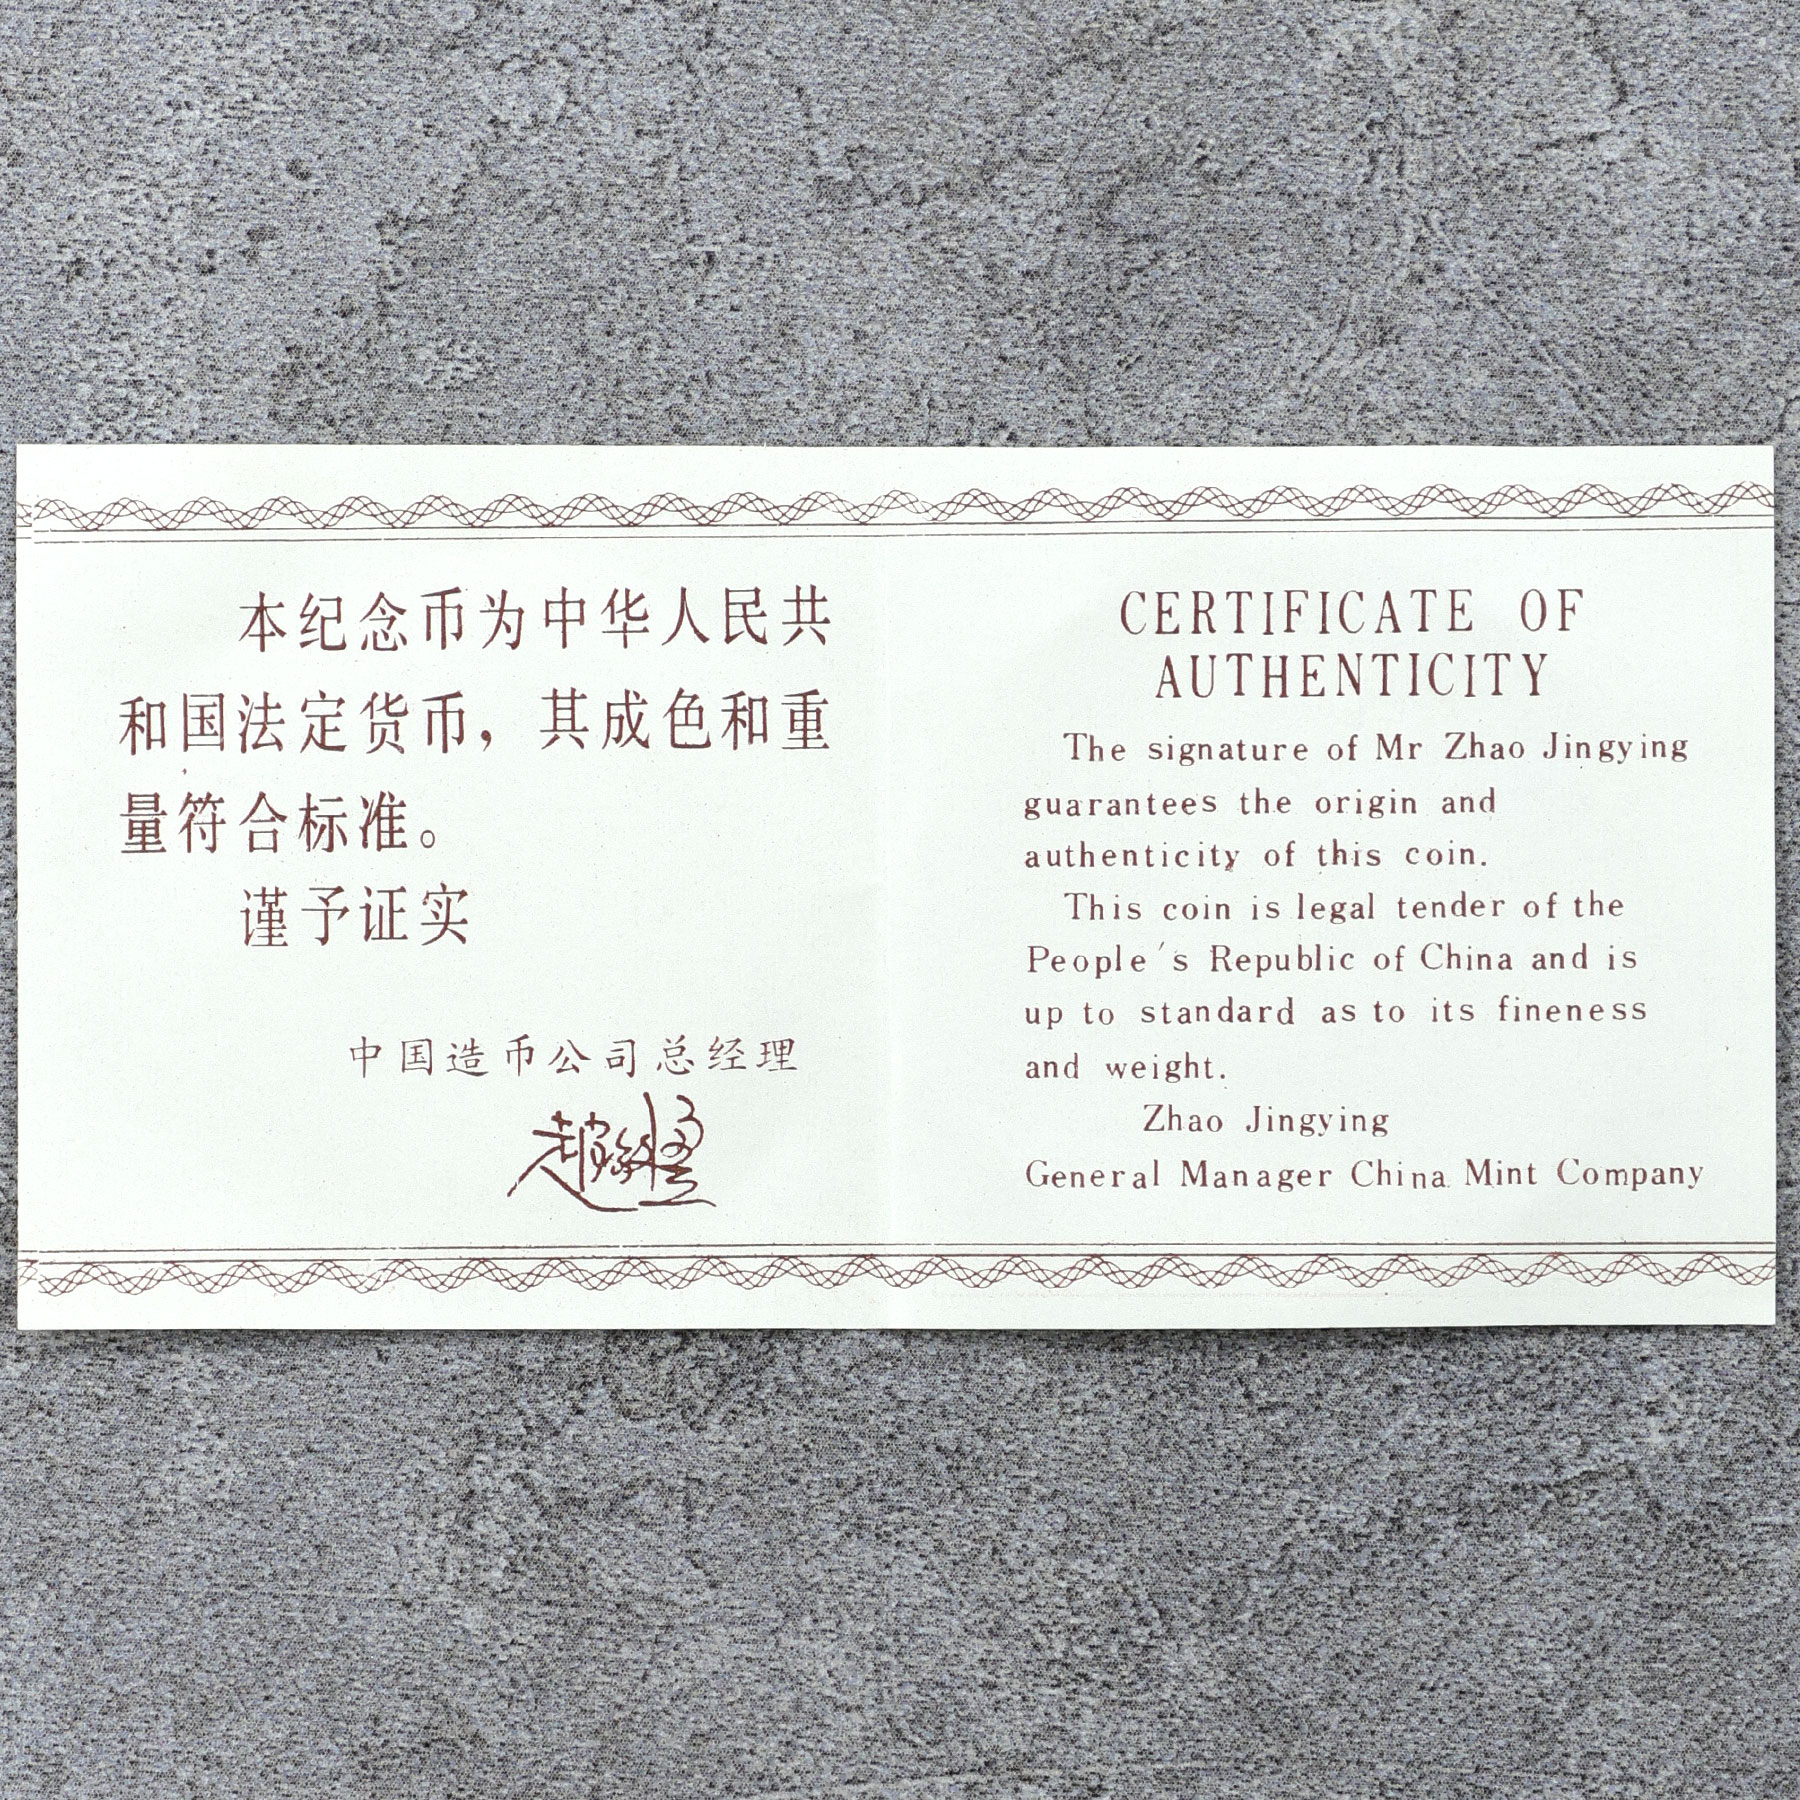 本纪念币为中华人民共
和国法定货币，其成色和重
量符合标准。
谨予证实
中国造币公司总经理
CERTIFICATE OF
AUTHENTICITY
The signature of Mr Zhao Jingying
guarantees the origin and
authenticity of this coin.
This coin is legal tender of the
People's Republic of China and is
up to standard as to its fineness
and weight.
Zhao Jingying
General Manager China Mint Company